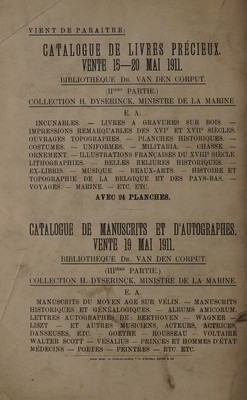 VIENT DE PARAÎTRE:
CATALOGUE DE LIVRES PRÉCIEUX.
VENTE 15—20 MAI 1911.
BIBLIOTHÈQUE DR. VAN DEN CORPUT.
(IIième PARTIE.)
COLLECTION H. DYSERINCK, MINISTRE DE LA MARINE
E. A.
INCUNABLES. — LIVRES A GRAVURES SUR BOIS. —
IMPRESSIONS REMARQUABLES DES XVIe ET XVIIe SIÈCLES.
OUVRAGES TOPOGRAPHES. — PLANCHES HISTORIQUES. —
COSTUMES. — UNIFORMES. — MILITARIA. — CHASSE. —
ORNEMENT. — ILLUSTRATIONS FRANÇAISES DU XVIIIe SIÈCLE
LITHOGRAPHIES. — BELLES RELIURES HISTORIQUES. —
EX-LIBRIS. — MUSIQUE — BEAUX-ARTS. — HISTOIRE ET
TOPOGRAPHIE DE LA BELGIQUE ET DES PAYS-BAS. —
VOYAGES. — MARINE. — ETC. ETC.
AVEC 24 PLANCHES.
CATALOGUE DE MANUSCRITS ET D'AUTOGRAPHES.
VENTE 19 MAI 1911.
BIBLIOTHÈQUE DR. VAN DEN CORPUT.
(IIIième PARTIE.)
COLLECTION H. DYSERINCK, MINISTRE DE LA MARINE.
E. A.
MANUSCRITS DU MOYEN AGE SUR VÉLIN. — MANUSCRITS
HISTORIQUES ET GÉNÉALOGIQUES. — ALBUMS AMICORUM.
LETTRES AUTOGRAPHES DE: BEETHOVEN — WAGNER —
LISZT — ET AUTRES MUSICIENS, ACTEURS, ACTRICES,
DANSEUSES, ETC. — GOETHE — ROUSSEAU — VOLTAIRE
WALTER SCOTT — VESALIUS — PRINCES ET HOMMES D'ÉTAT
MÉDECINS — POÈTES — PEINTRES — ETC. ETC.